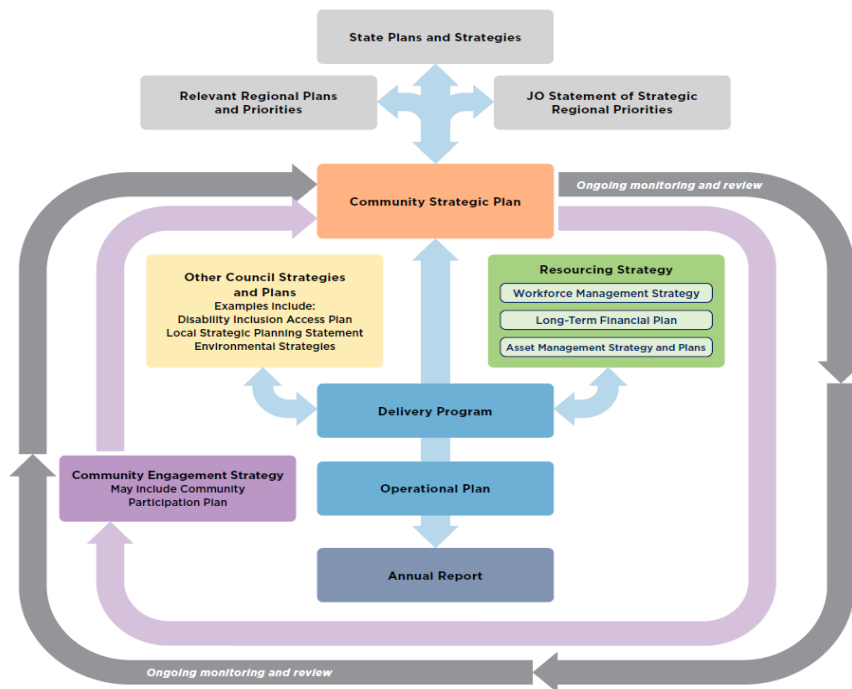 State Plans and Strategies
Relevant Regional Plans
and Priorities
JO Statement of Strategic
Regional Priorities
Community Strategic Plan
Ongoing monitoring and review
Other Council Strategies
and Plans
Examples include:
Disability Inclusion Access Plan
Local Strategic Planning Statement
Environmental Strategies
Resourcing Strategy
Workforce Management Strategy
Long-Term Financial Plan
Asset Management Strategy and Plans
Delivery Program
Community Engagement Strategy
May Include Community
Participation Plan
Operational Plan
Annual Report
Ongoing monitoring and review